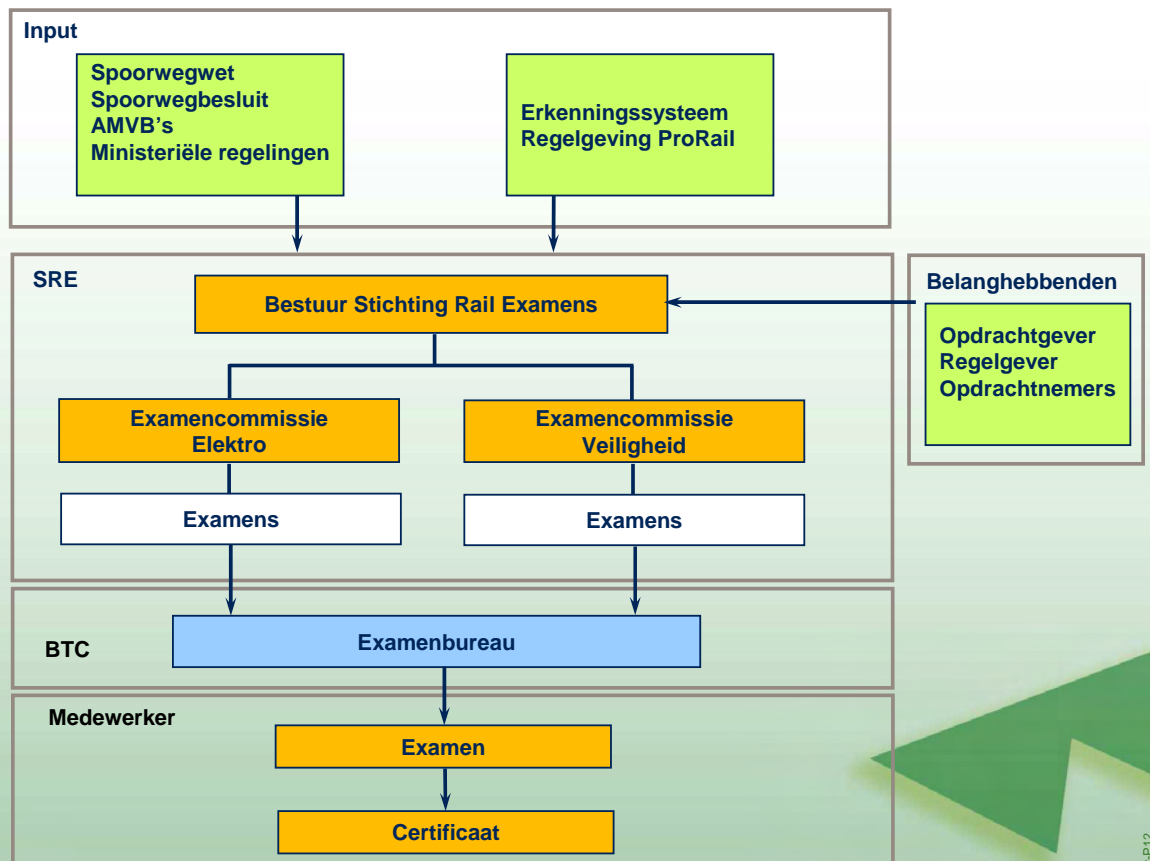 Input
Spoorwegwet
Spoorwegbesluit
AMVB's
Ministeriële regelingen
Erkenningssysteem
Regelgeving ProRail
SRE
Bestuur Stichting Rail Examens
Belanghebbenden
Opdrachtgever
Regelgever
Opdrachtnemers
Examencommissie
Elektro
Examencommissie
Veiligheid
Examens
Examens
BTC
Examenbureau
Medewerker
Examen
Certificaat